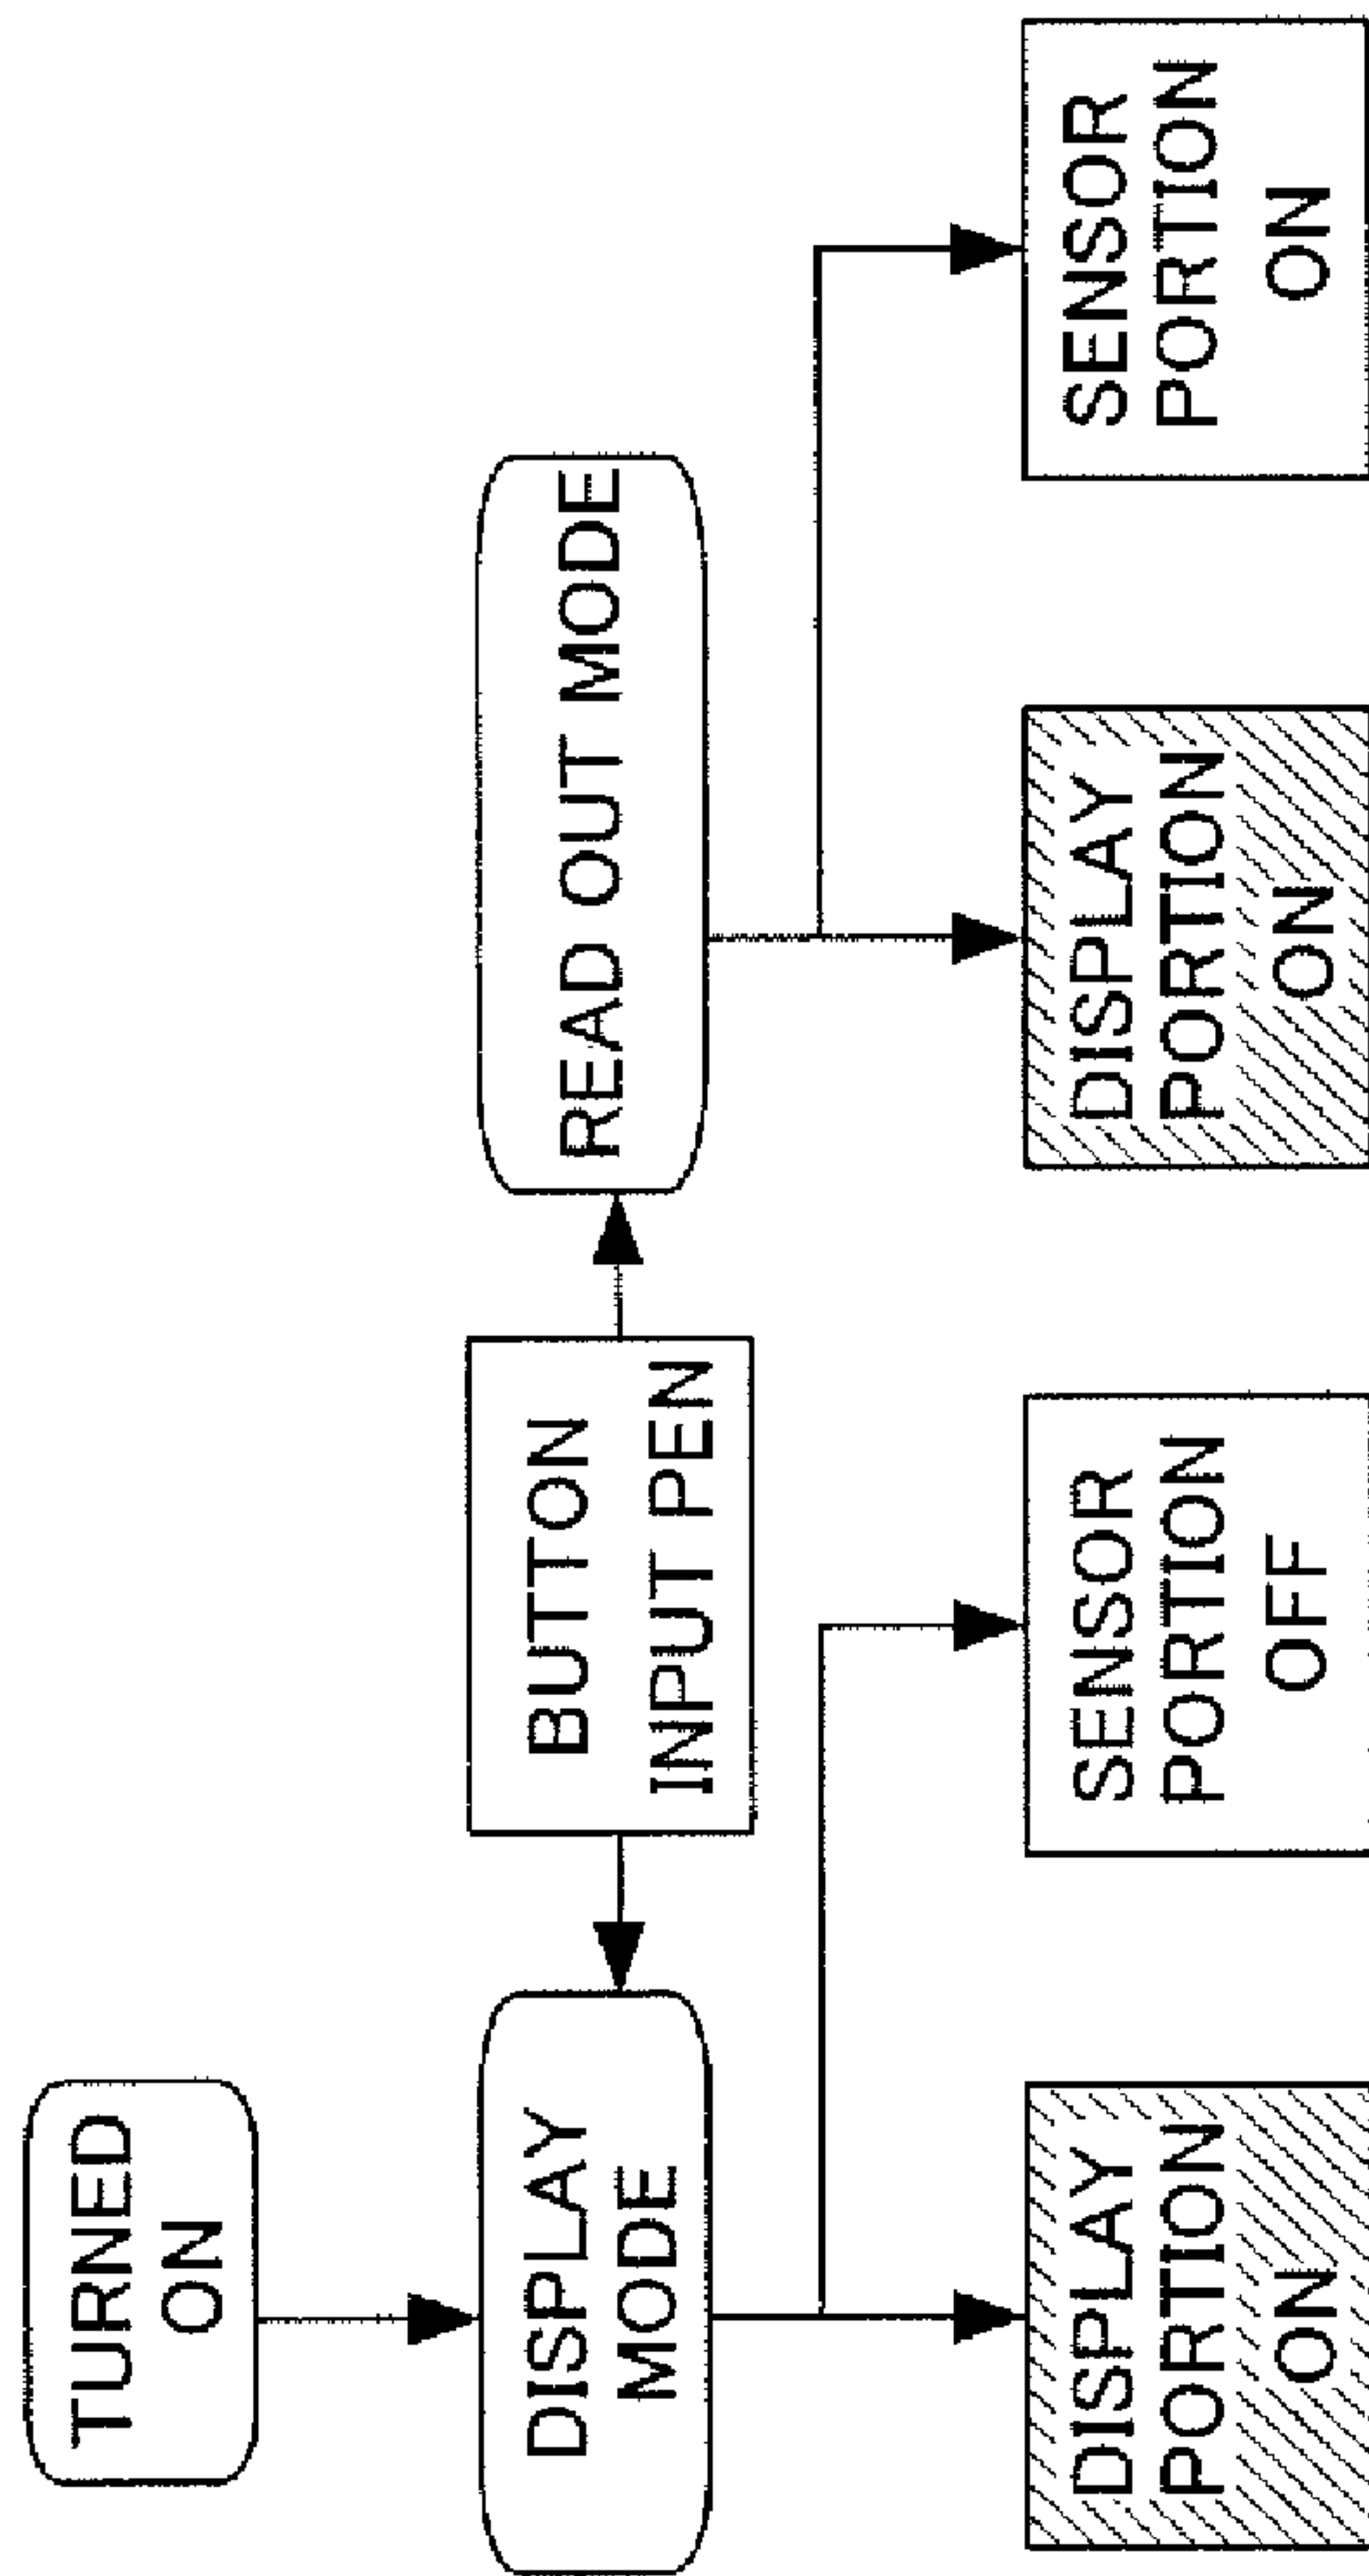 TURNED
ON
DISPLAY
MODE
BUTTON
INPUT PEN
READ OUT MODE
DISPLAY
PORTION
ON
SENSOR
PORTION
OFF
DISPLAY
PORTION
ON
SENSOR
PORTION
ON